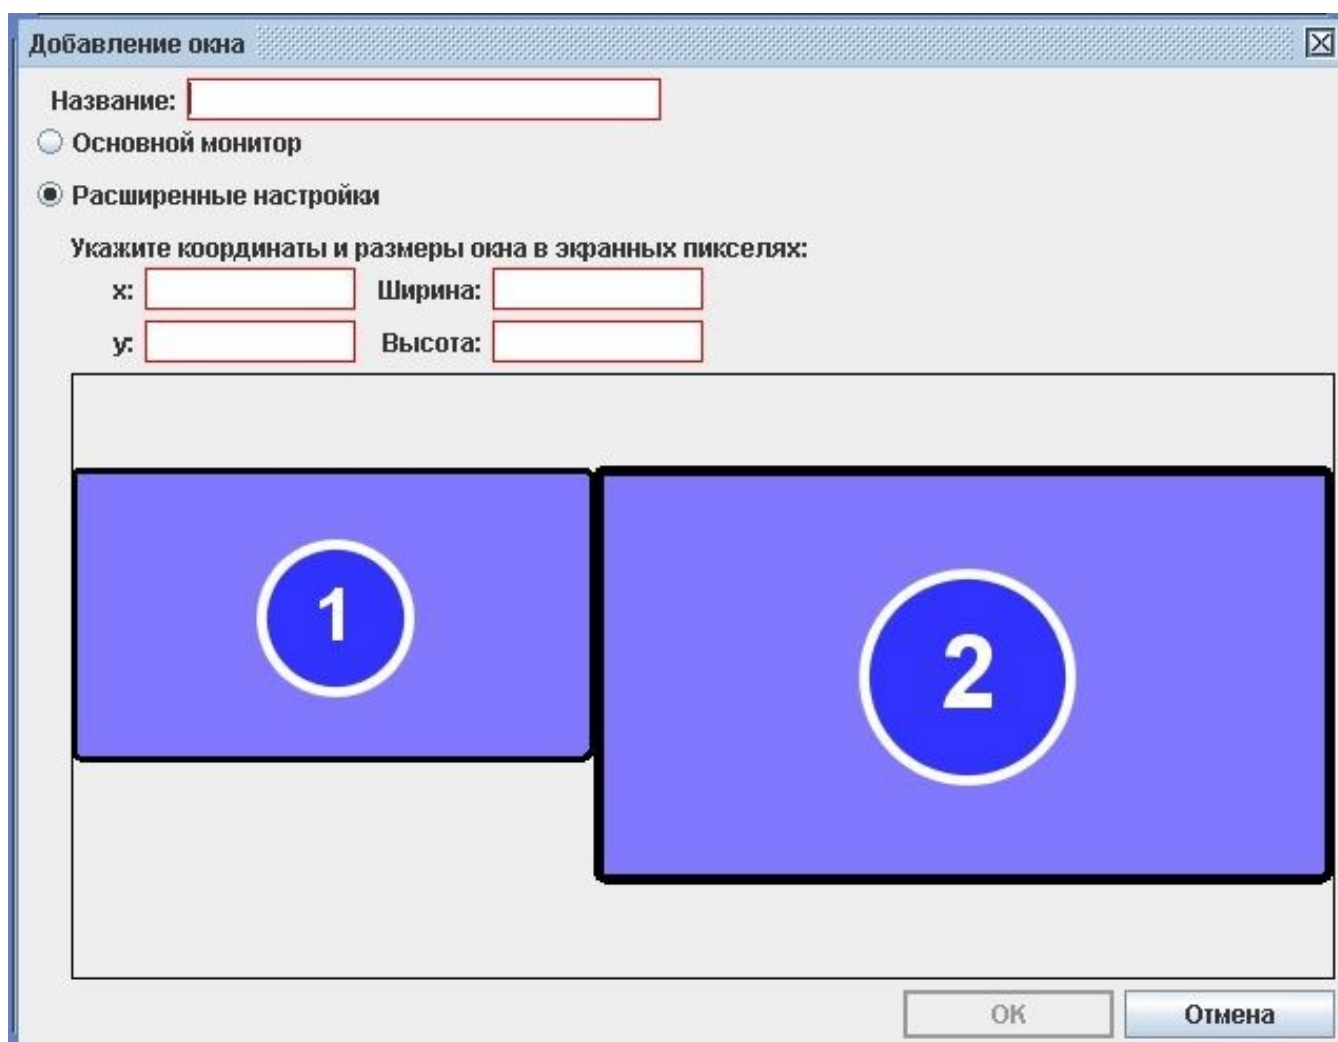 Добавление окна
Название:
Основной монитор
Расширенные настройки
Укажите координаты и размеры окна в экранных пикселях:
x: Ширина:
y: Высота:
1 2
OK Отмена